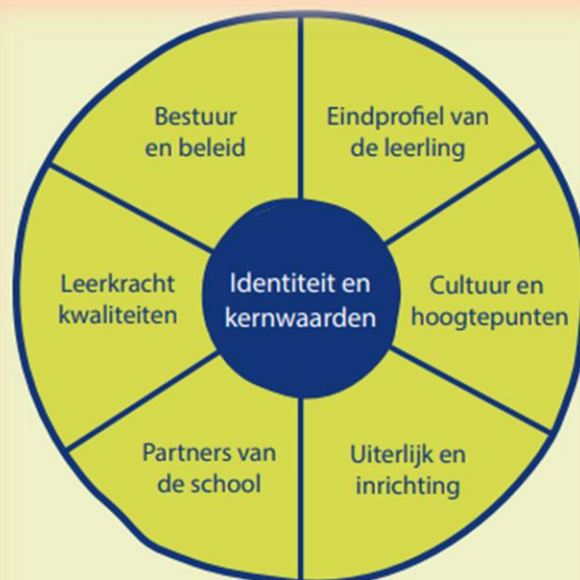 Bestuur
en beleid
Eindprofiel van
de leerling
Leerkracht
kwaliteiten
Identiteit en
kernwaarden
Cultuur en
hoogtepunten
Partners van
de school
Uiterlijk en
inrichting